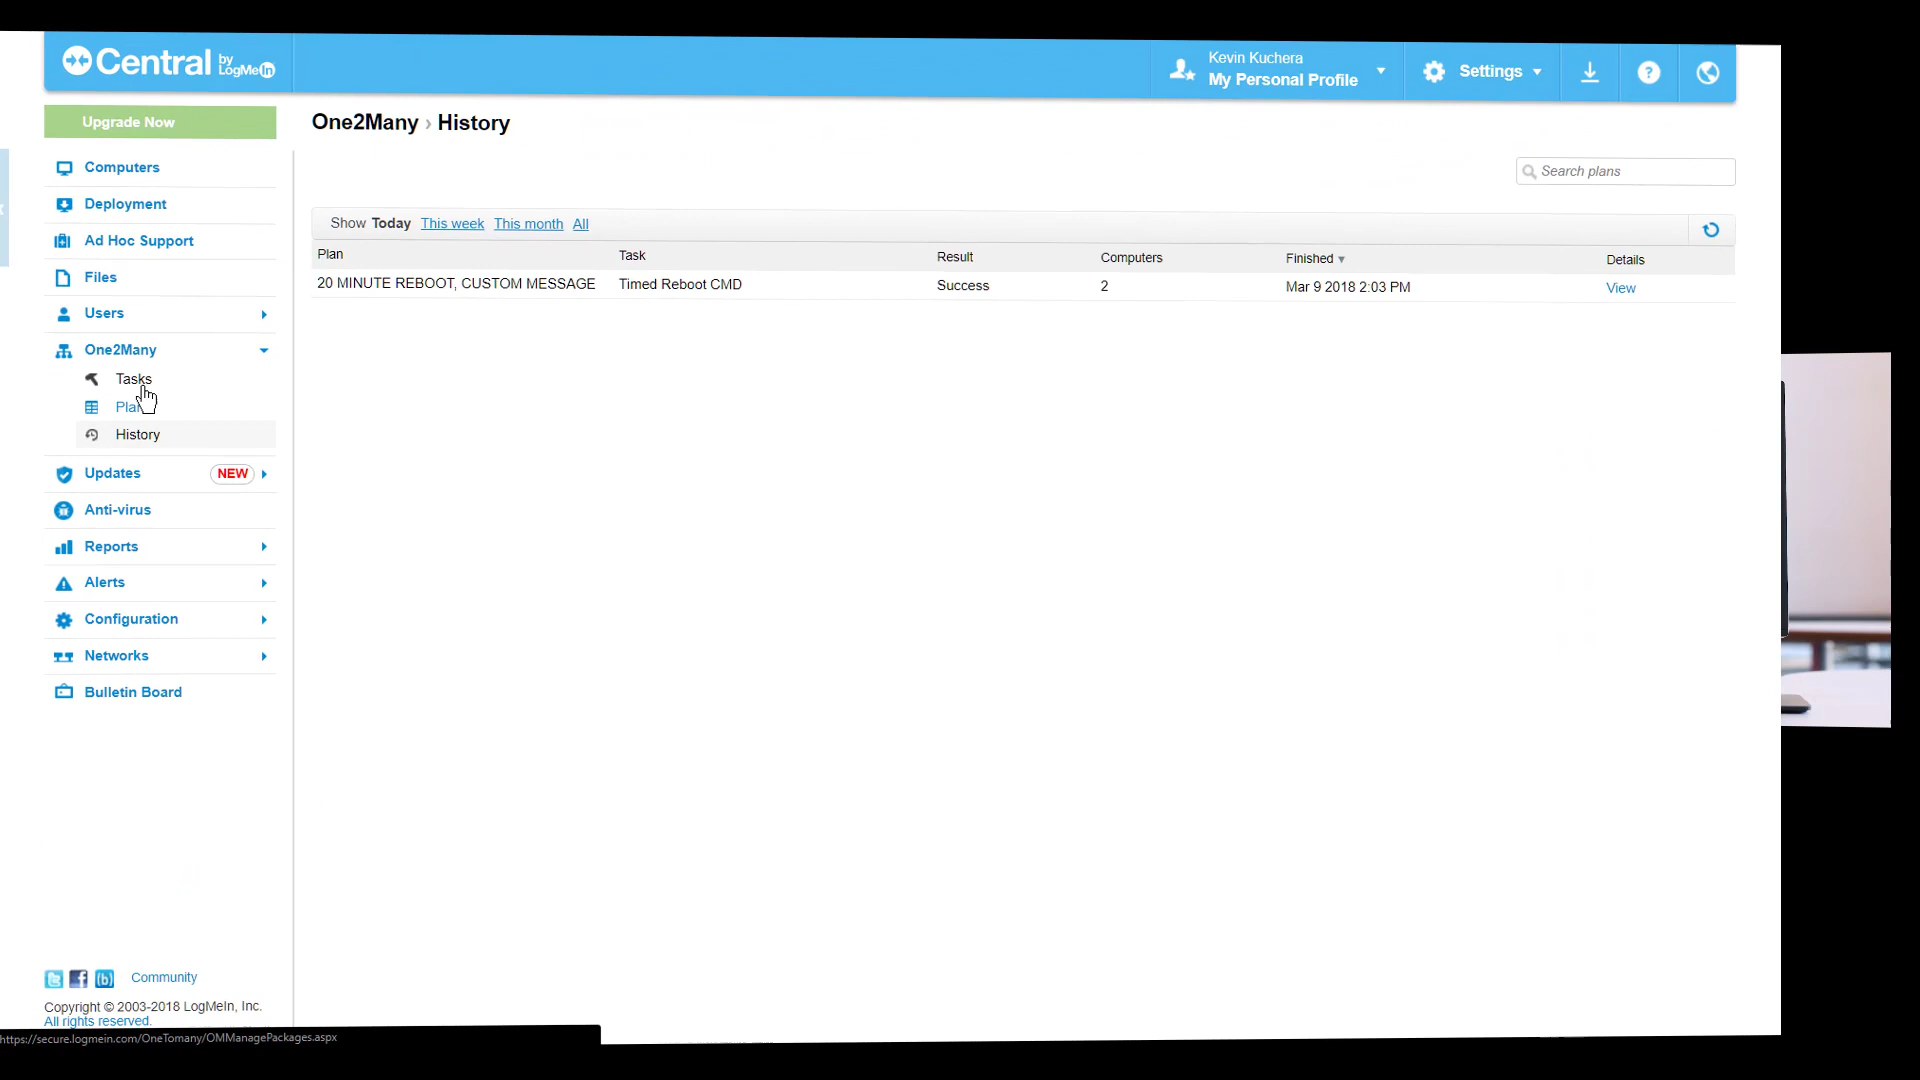 Central by LogMeIn
Kevin Kuchera
My Personal Profile
Settings
?
Upgrade Now
One2Many › History
Computers
Deployment
Ad Hoc Support
Files
Users
One2Many
Tasks
History
Updates NEW
Anti-virus
Reports
Alerts
Configuration
Networks
Bulletin Board
Search plans
Show Today This week This month All
Plan Task Result Computers Finished ▼ Details
20 MINUTE REBOOT, CUSTOM MESSAGE Timed Reboot CMD Success 2 Mar 9 2018 2:03 PM View
Community
Copyright © 2003-2018 LogMeIn, Inc.
All rights reserved.
https://secure.logmein.com/OneTomany/OMManagePackages.aspx